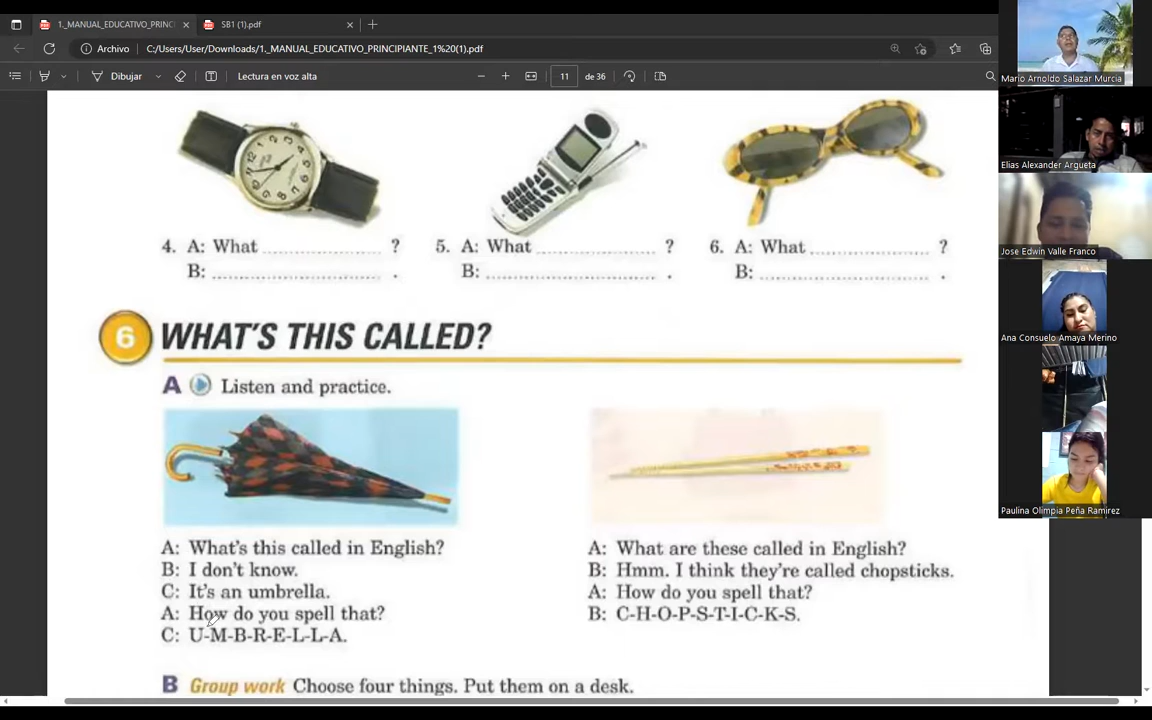 1._MANUAL_EDUCATIVO_PRINCI
SB1 (1).pdf
Archivo
C:/Users/User/Downloads/1._MANUAL_EDUCATIVO_PRINCIPIANTE_1%20(1).pdf
Dibujar
Lectura en voz alta
11
de 36
4. A: What ........................ ?
B: .................................... .
5. A: What ........................ ?
B: .................................... .
6. A: What ........................ ?
B: .................................... .
6 WHAT'S THIS CALLED?
A Listen and practice.
A: What's this called in English?
B: I don't know.
C: It's an umbrella.
A: How do you spell that?
C: U-M-B-R-E-L-L-A.
A: What are these called in English?
B: Hmm. I think they're called chopsticks.
A: How do you spell that?
B: C-H-O-P-S-T-I-C-K-S.
B Group work Choose four things. Put them on a desk.
Mario Arnoldo Salazar Murcia
Elias Alexander Argueta
Jose Edwin Valle Franco
Ana Consuelo Amaya Merino
Paulina Olimpia Peña Ramirez